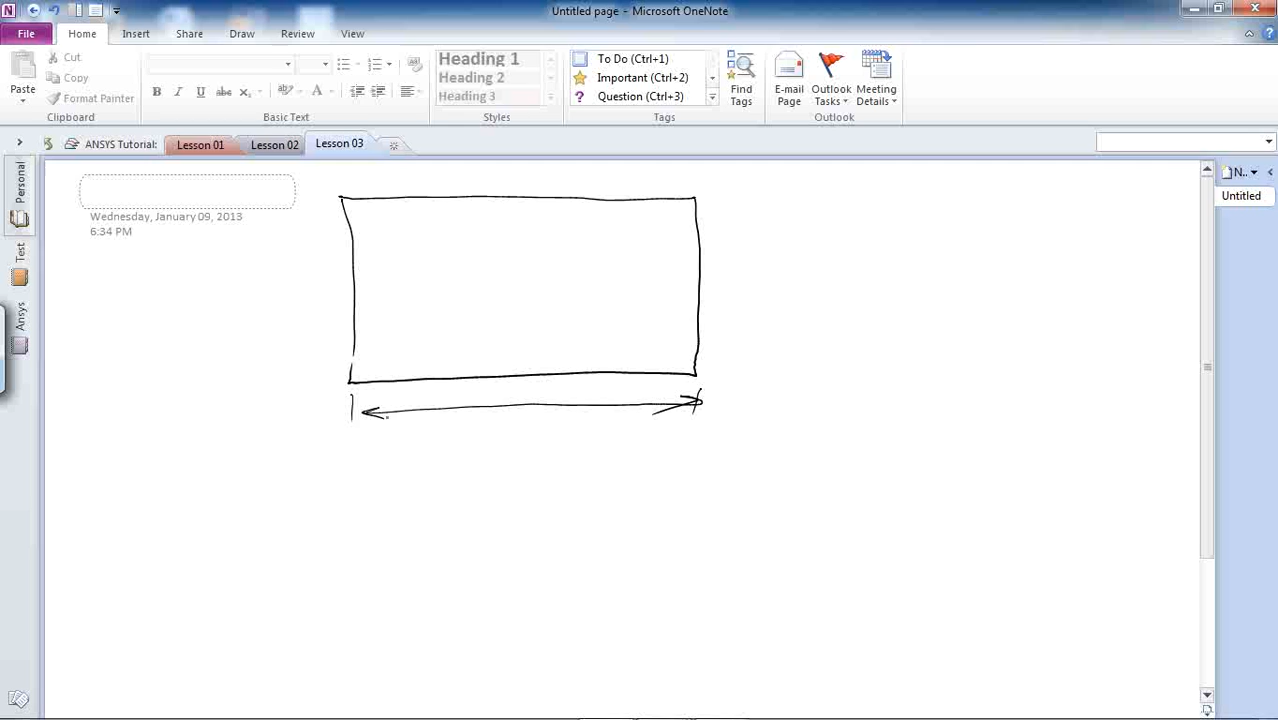 Untitled page - Microsoft OneNote
File Home Insert Share Draw Review View
Paste
Cut
Copy
Format Painter
Clipboard
B I U abc X₂ A
Basic Text
Heading 1
Heading 2
Heading 3
Styles
To Do (Ctrl+1)
Important (Ctrl+2)
Question (Ctrl+3)
Tags
Find
Tags
E-mail
Page
Outlook
Tasks
Meeting
Details
Outlook
ANSYS Tutorial: Lesson 01 Lesson 02 Lesson 03
N..
Untitled
Personal
Test
Ansys
Wednesday, January 09, 2013
6:34 PM